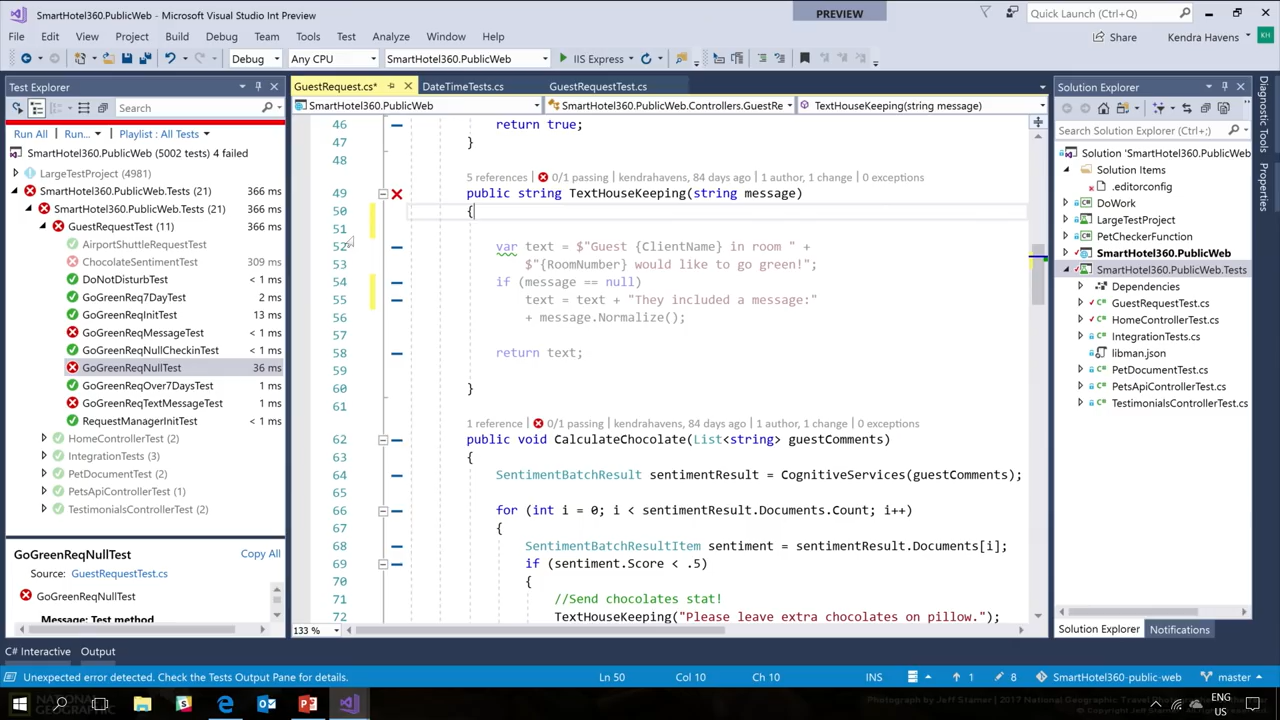 SmartHotel360.PublicWeb - Microsoft Visual Studio Int Preview
PREVIEW
Quick Launch (Ctrl+Q)
File Edit View Project Build Debug Team Tools Test Analyze Window Help
Share
Kendra Havens
KH
Debug Any CPU SmartHotel360.PublicWeb IIS Express
Test Explorer
Search
Run All Run... Playlist : All Tests
SmartHotel360.PublicWeb (5002 tests) 4 failed
LargeTestProject (4981)
SmartHotel360.PublicWeb.Tests (21) 366 ms
SmartHotel360.PublicWeb.Tests (21) 366 ms
GuestRequestTest (11) 366 ms
AirportShuttleRequestTest
ChocolateSentimentTest 309 ms
DoNotDisturbTest < 1 ms
GoGreenReq7DayTest 2 ms
GoGreenReqInitTest 13 ms
GoGreenReqMessageTest < 1 ms
GoGreenReqNullCheckinTest < 1 ms
GoGreenReqNullTest 36 ms
GoGreenReqOver7DaysTest 1 ms
GoGreenReqTextMessageTest 1 ms
RequestManagerInitTest < 1 ms
HomeControllerTest (2)
IntegrationTests (3)
PetDocumentTest (2)
PetsApiControllerTest (1)
TestimonialsControllerTest (2)
GoGreenReqNullTest Copy All
Source: GuestRequestTest.cs
GoGreenReqNullTest
Message: Test method
GuestRequest.cs* DateTimeTests.cs GuestRequestTest.cs
SmartHotel360.PublicWeb SmartHotel360.PublicWeb.Controllers.GuestRe TextHouseKeeping(string message)
46 return true;
47 }
48
5 references | 0/1 passing | kendrahavens, 84 days ago | 1 author, 1 change | 0 exceptions
49 public string TextHouseKeeping(string message)
50 {
51
52 var text = $"Guest {ClientName} in room " +
53 $"{RoomNumber} would like to go green!";
54 if (message == null)
55 text = text + "They included a message:"
56 + message.Normalize();
57
58 return text;
59
60 }
61
1 reference | 0/1 passing | kendrahavens, 84 days ago | 1 author, 1 change | 0 exceptions
62 public void CalculateChocolate(List<string> guestComments)
63 {
64 SentimentBatchResult sentimentResult = CognitiveServices(guestComments);
65
66 for (int i = 0; i < sentimentResult.Documents.Count; i++)
67 {
68 SentimentBatchResultItem sentiment = sentimentResult.Documents[i];
69 if (sentiment.Score < .5)
70 {
71 //Send chocolates stat!
72 TextHouseKeeping("Please leave extra chocolates on pillow.");
133 %
Solution Explorer
Search Solution Explorer (Ctrl+;)
Solution 'SmartHotel360.PublicWeb
Solution Items
.editorconfig
DoWork
LargeTestProject
PetCheckerFunction
SmartHotel360.PublicWeb
SmartHotel360.PublicWeb.Tests
Dependencies
GuestRequestTest.cs
HomeControllerTest.cs
IntegrationTests.cs
libman.json
PetDocumentTest.cs
PetsApiControllerTest.cs
TestimonialsControllerTest.cs
Solution Explorer Notifications
Diagnostic Tools
Properties
C# Interactive Output
Unexpected error detected. Check the Tests Output Pane for details. Ln 50 Col 10 Ch 10 INS 1 8 SmartHotel360-public-web master
NATIONAL GEOGRAPHIC
Photography by Jeff Stamer | 2017 National Geographic Travel
ENG
US